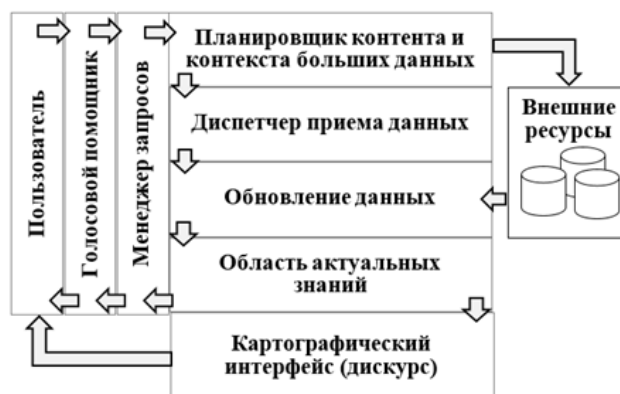 Пользователь
Голосовой помощник
Менеджер запросов
Планировщик контента и
контекста больших данных
Диспетчер приема данных
Обновление данных
Область актуальных
знаний
Картографический
интерфейс (дискурс)
Внешние
ресурсы